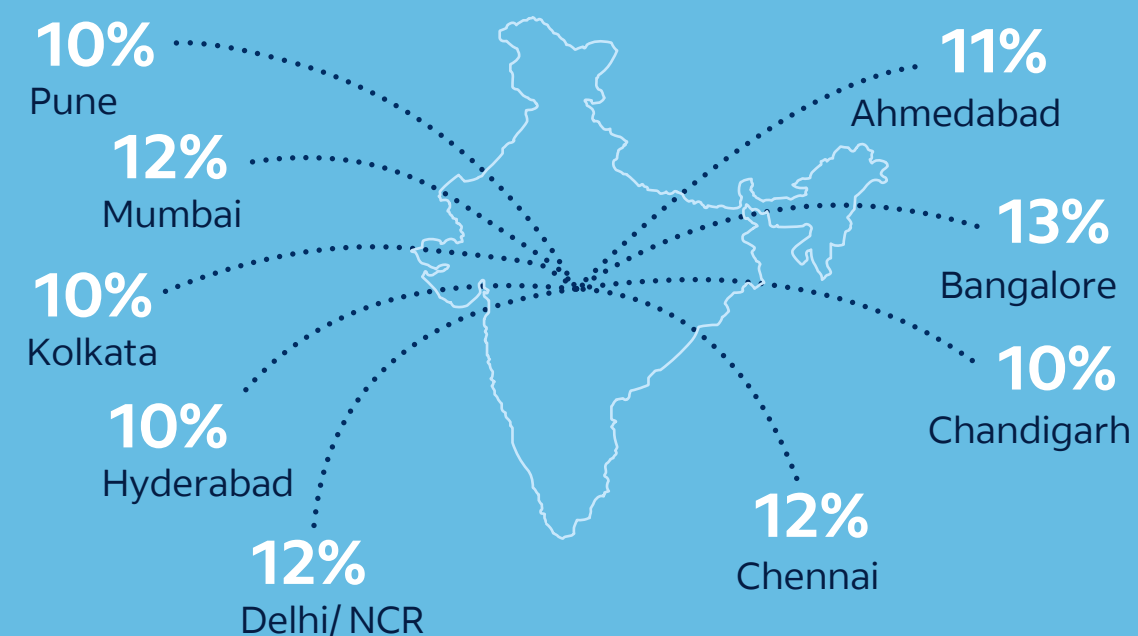 10%
Pune
12%
Mumbai
10%
Kolkata
10%
Hyderabad
12%
Delhi/ NCR
11%
Ahmedabad
13%
Bangalore
10%
Chandigarh
12%
Chennai